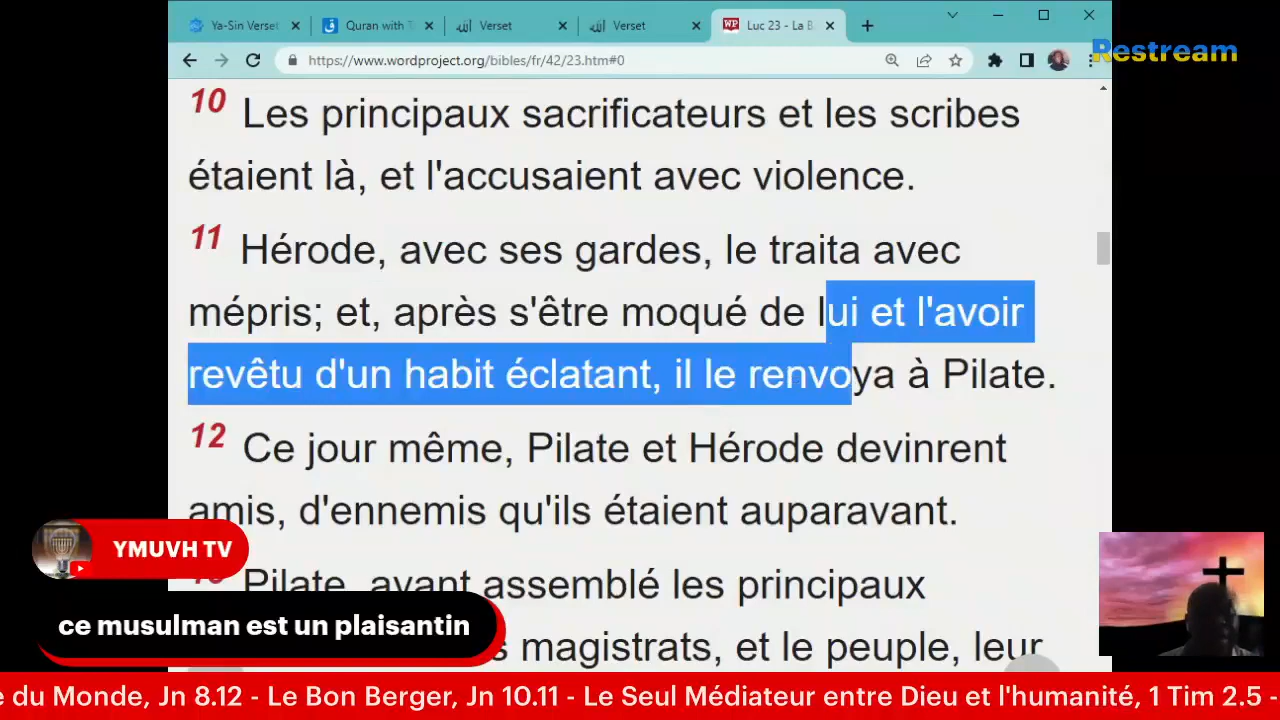 Ya-Sin Verset
Quran with T
Verset
Verset
WP
Luc 23 - La B
https://www.wordproject.org/bibles/fr/42/23.htm#0
Restream
10 Les principaux sacrificateurs et les scribes
étaient là, et l'accusaient avec violence.
11 Hérode, avec ses gardes, le traita avec
mépris; et, après s'être moqué de lui et l'avoir
revêtu d'un habit éclatant, il le renvoya à Pilate.
12 Ce jour même, Pilate et Hérode devinrent
amis, d'ennemis qu'ils étaient auparavant.
Pilate, ayant assemblé les principaux
magistrats, et le peuple, leur
YMUVH TV
ce musulman est un plaisantin
e du Monde, Jn 8.12 - Le Bon Berger, Jn 10.11 - Le Seul Médiateur entre Dieu et l'humanité, 1 Tim 2.5 -